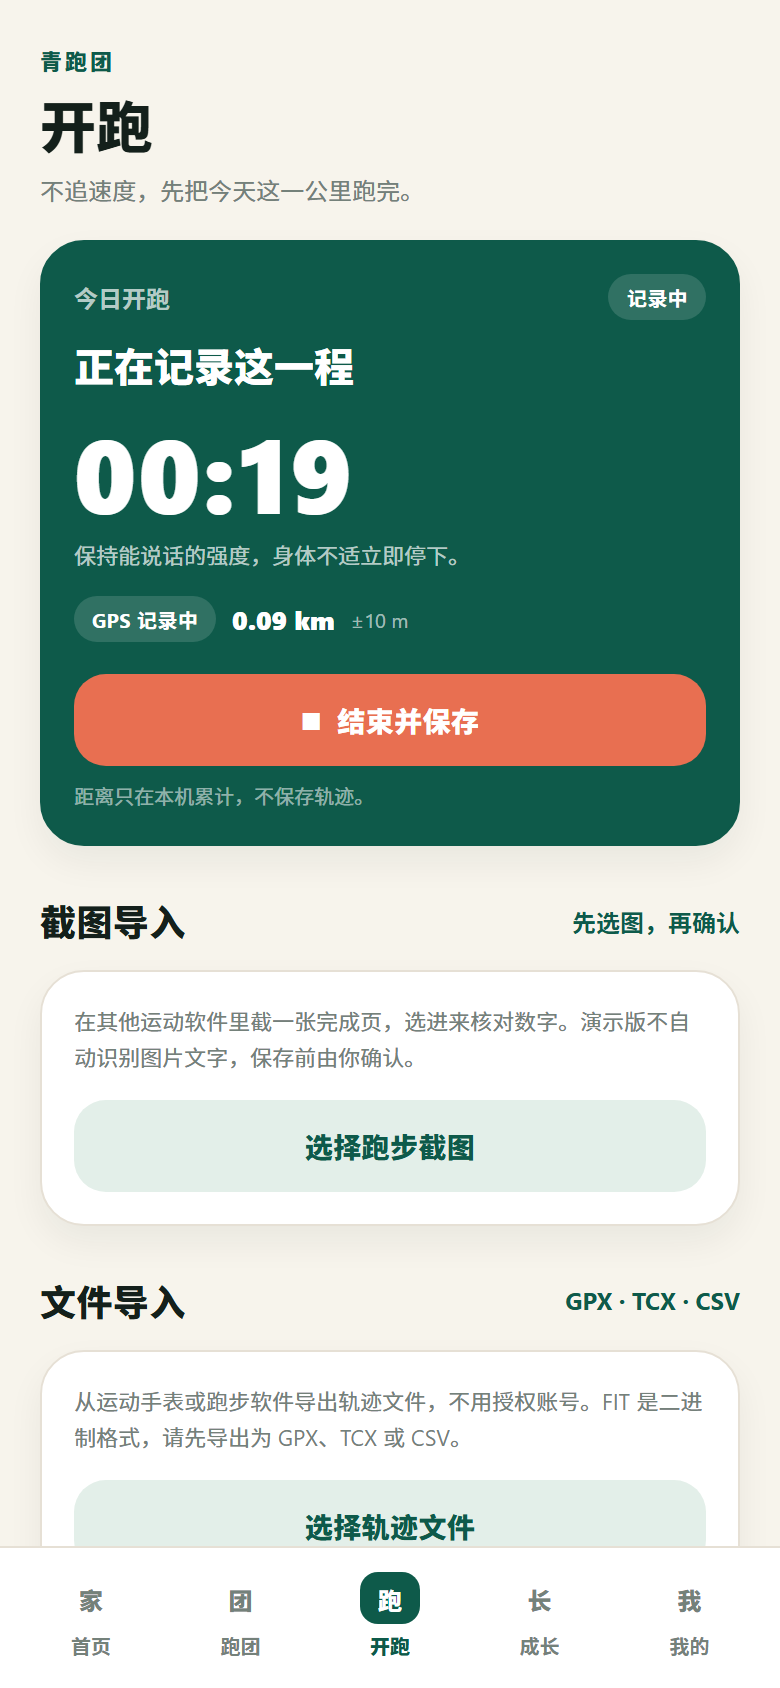 青跑团
开跑
不追速度，先把今天这一公里跑完。
今日开跑
记录中
正在记录这一程
00:19
保持能说话的强度，身体不适立即停下。
GPS 记录中 0.09 km ±10 m
■ 结束并保存
距离只在本机累计，不保存轨迹。
截图导入
先选图，再确认
在其他运动软件里截一张完成页，选进来核对数字。演示版不自
动识别图片文字，保存前由你确认。
选择跑步截图
文件导入
GPX · TCX · CSV
从运动手表或跑步软件导出轨迹文件，不用授权账号。FIT 是二进
制格式，请先导出为 GPX、TCX 或 CSV。
选择轨迹文件
家 团 跑 长 我
首页 跑团 开跑 成长 我的